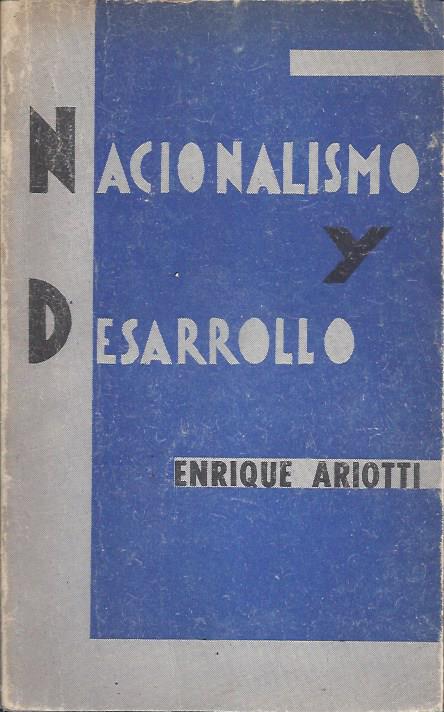 NACIONALISMO
Y
DESARROLLO
ENRIQUE ARIOTTI